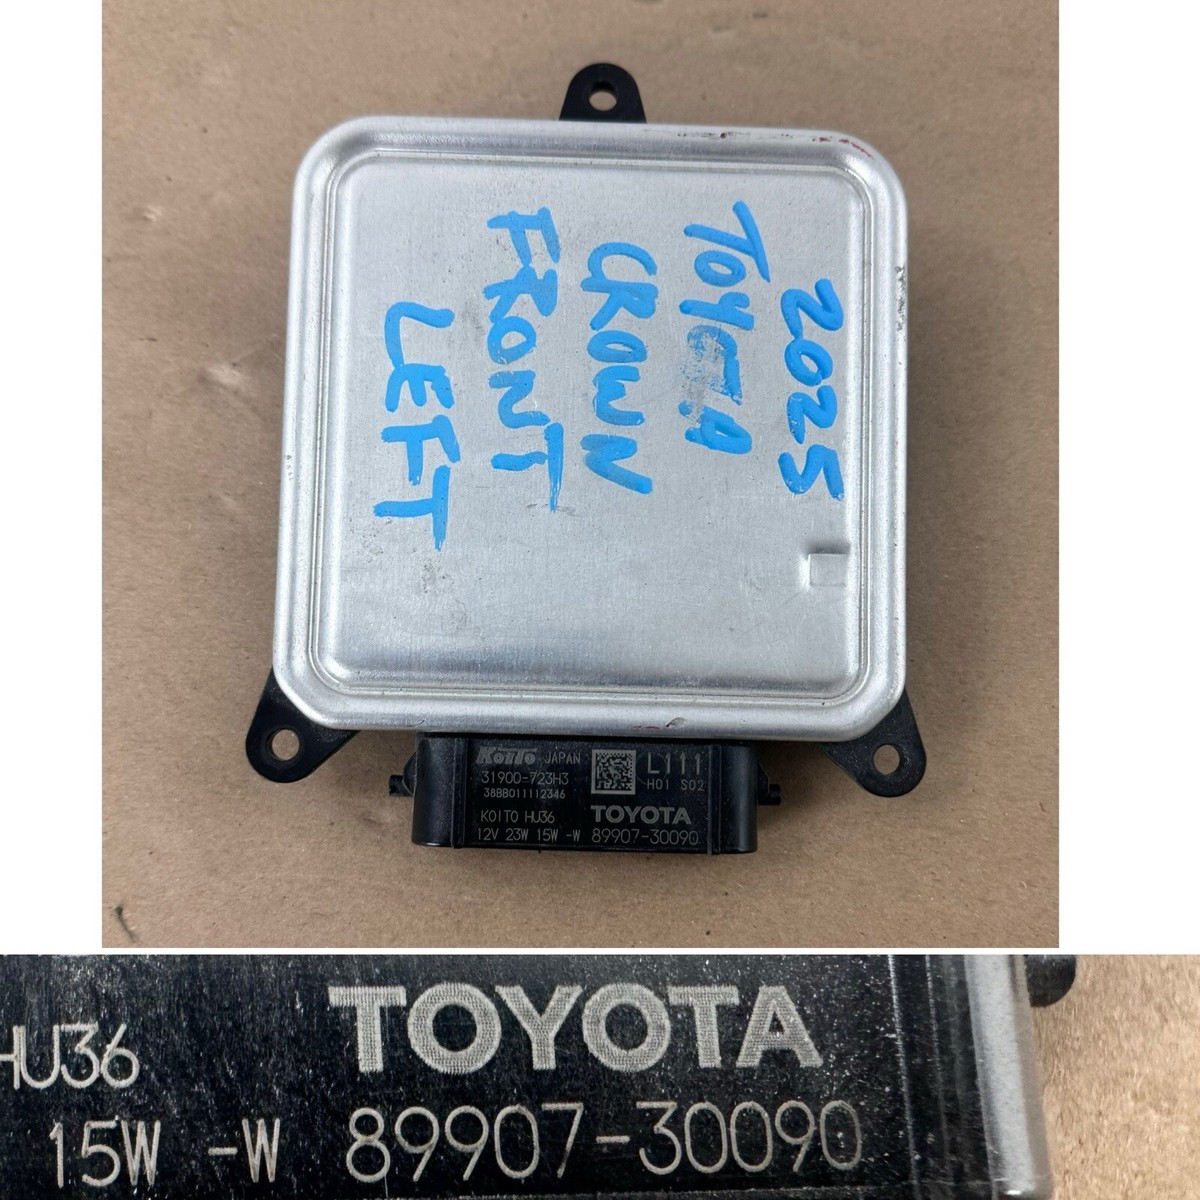 2025
TOYOTA
CROWN
FRONT
LEFT
KOITO JAPAN
31900-723H3
38BB011112346
L111
H01 S02
KOITO HU36
12V 23W 15W -W
TOYOTA
89907-30090
HU36
TOYOTA
15W -W 89907-30090